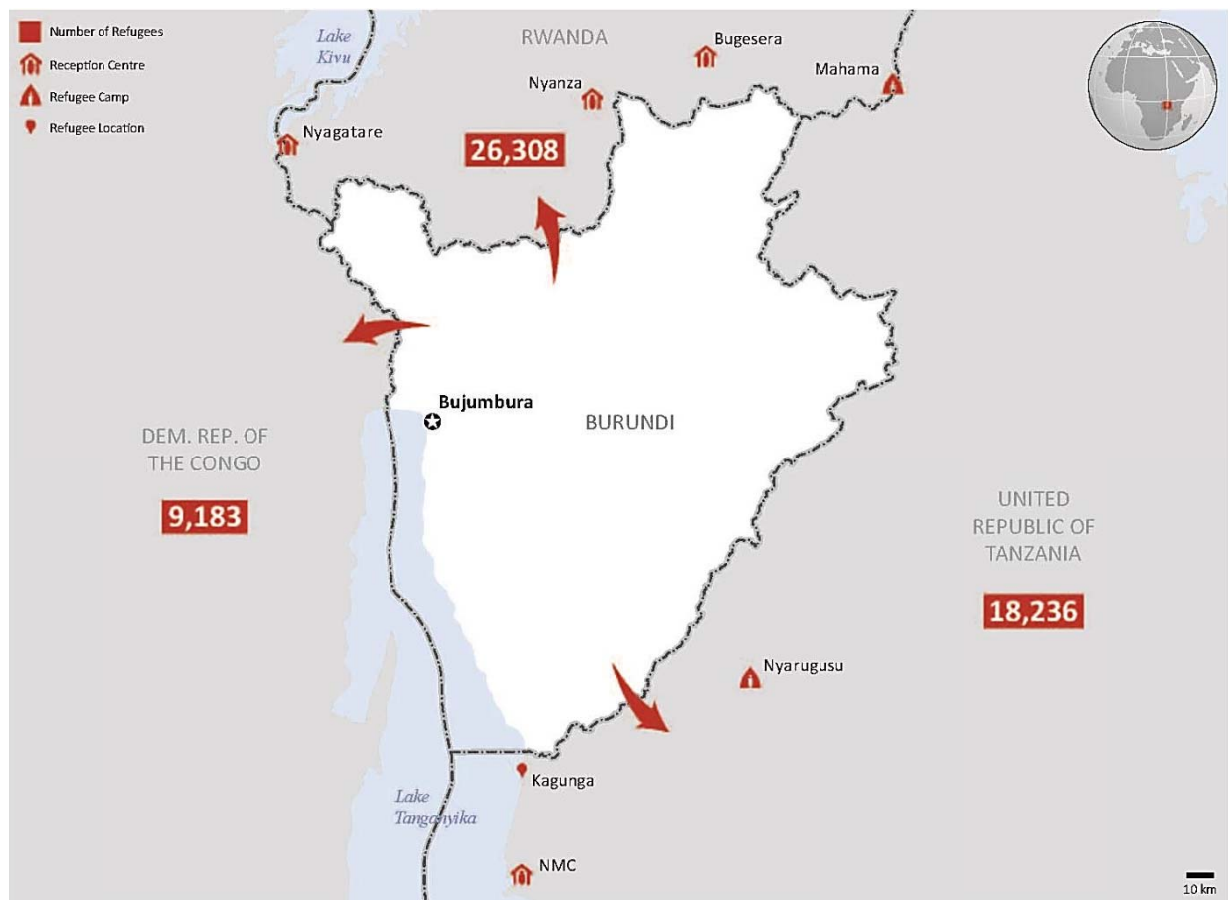 Number of Refugees
Reception Centre
Refugee Camp
Refugee Location
Lake
Kivu
RWANDA
Bugesera
Mahama
Nyanza
Nyagatare
26,308
Bujumbura
BURUNDI
DEM. REP. OF
THE CONGO
9,183
UNITED
REPUBLIC OF
TANZANIA
18,236
Nyarugusu
Kagunga
Lake
Tanganyika
NMC
10 km